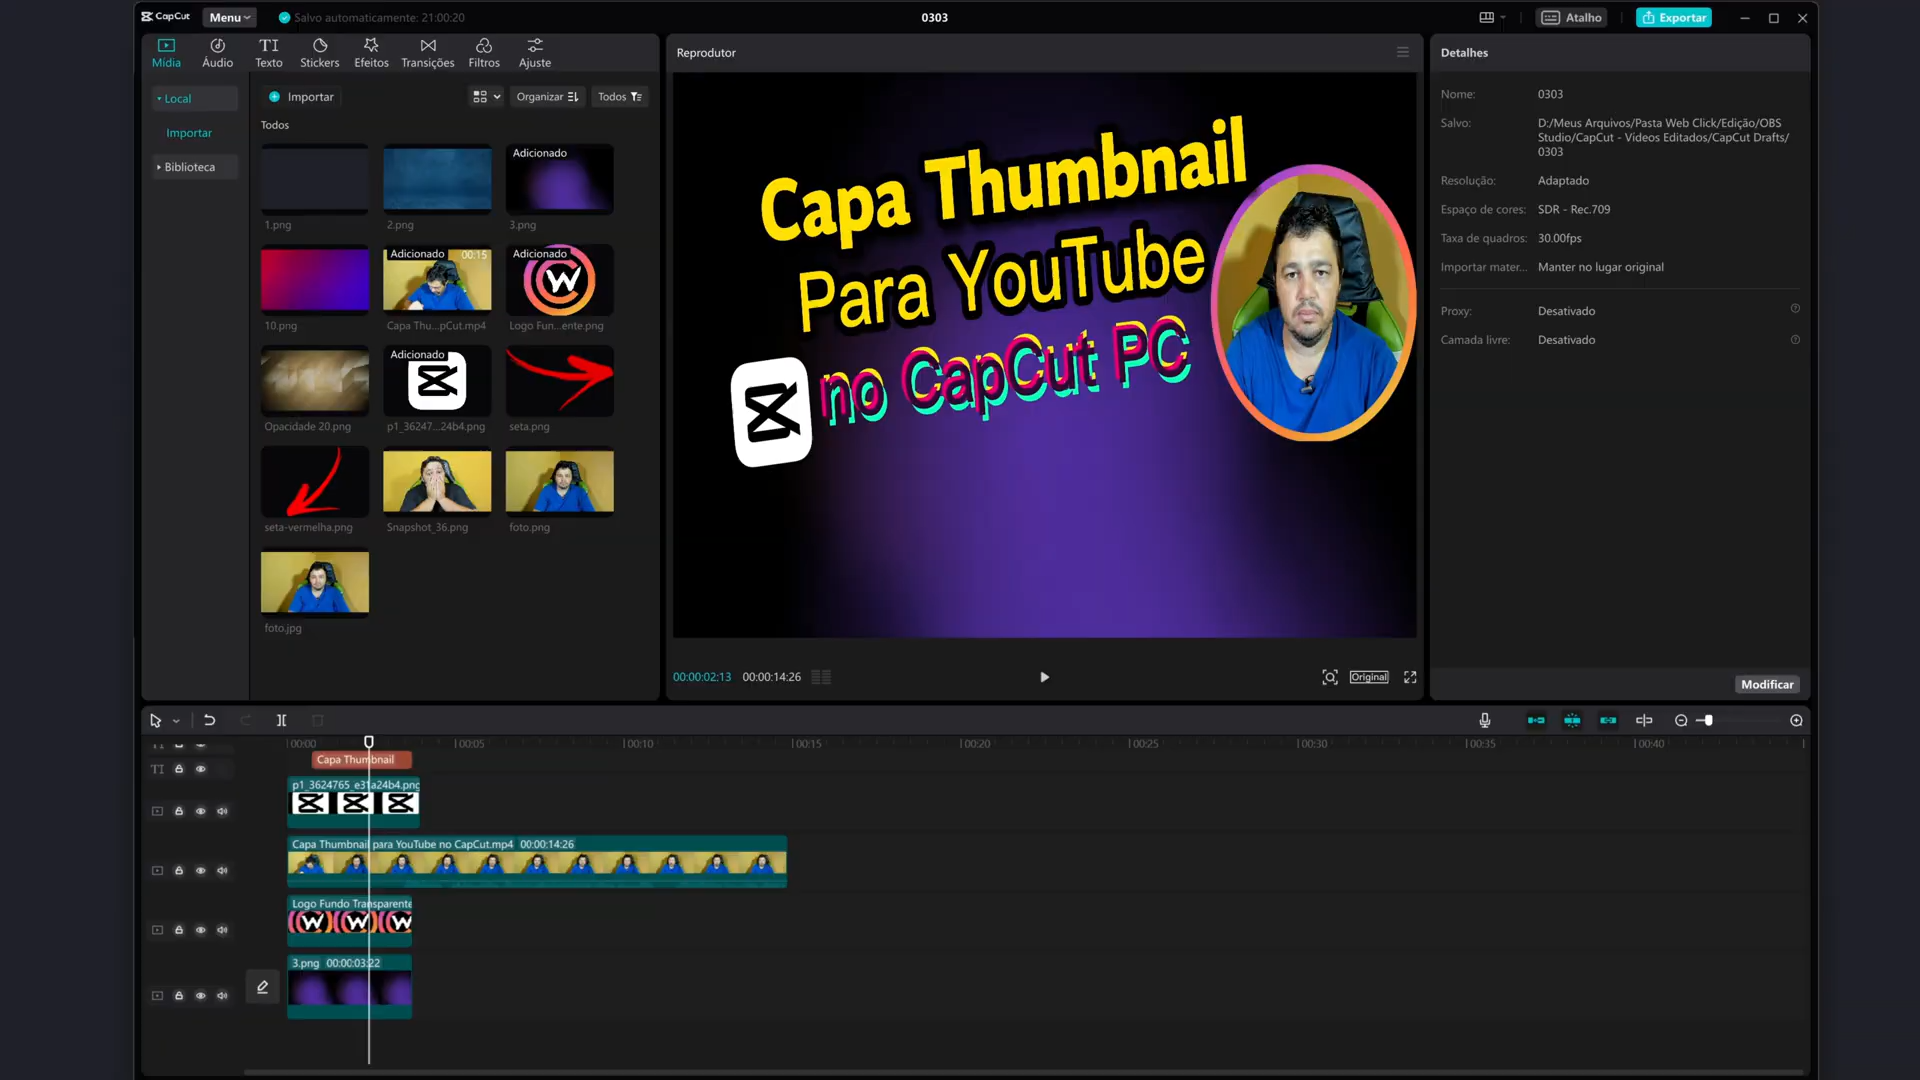 CapCut
Menu
Salvo automaticamente: 21:00:20
0303
Atalho
Exportar
Mídia
Áudio
Texto
Stickers
Efeitos
Transições
Filtros
Ajuste
Local
Importar
Biblioteca
Importar
Organizar
Todos
Todos
1.png
2.png
Adicionado
3.png
10.png
Adicionado
00:15
Capa Thu...pCut.mp4
Adicionado
Logo Fun...ente.png
Opacidade 20.png
Adicionado
p1_36247...24b4.png
seta.png
seta-vermelha.png
Snapshot_36.png
foto.png
foto.jpg
Reprodutor
Capa Thumbnail
Para YouTube
no CapCut PC
00:00:02:13
00:00:14:26
Original
Detalhes
Nome: 0303
Salvo: D:/Meus Arquivos/Pasta Web Click/Edição/OBS
Studio/CapCut - Videos Editados/CapCut Drafts/
0303
Resolução: Adaptado
Espaço de cores: SDR - Rec.709
Taxa de quadros: 30.00fps
Importar mater... Manter no lugar original
Proxy: Desativado
Camada livre: Desativado
Modificar
00:00
00:05
00:10
00:15
00:20
00:25
00:30
00:35
00:40
TI
Capa Thumbnail
p1_3624765_e31a24b4.png
Capa Thumbnail para YouTube no CapCut.mp4 00:00:14:26
Logo Fundo Transparente
3.png 00:00:03:22